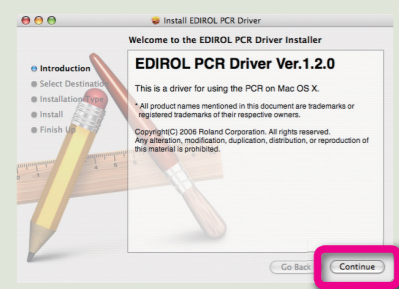 Install EDIROL PCR Driver
Welcome to the EDIROL PCR Driver Installer
Introduction
Select Destination
Installation Type
Install
Finish Up
EDIROL PCR Driver Ver.1.2.0
This is a driver for using the PCR on Mac OS X.
* All product names mentioned in this document are trademarks or
registered trademarks of their respective owners.
Copyright(C) 2006 Roland Corporation. All rights reserved.
Any alteration, modification, duplication, distribution, or reproduction of
this material is prohibited.
Go Back
Continue